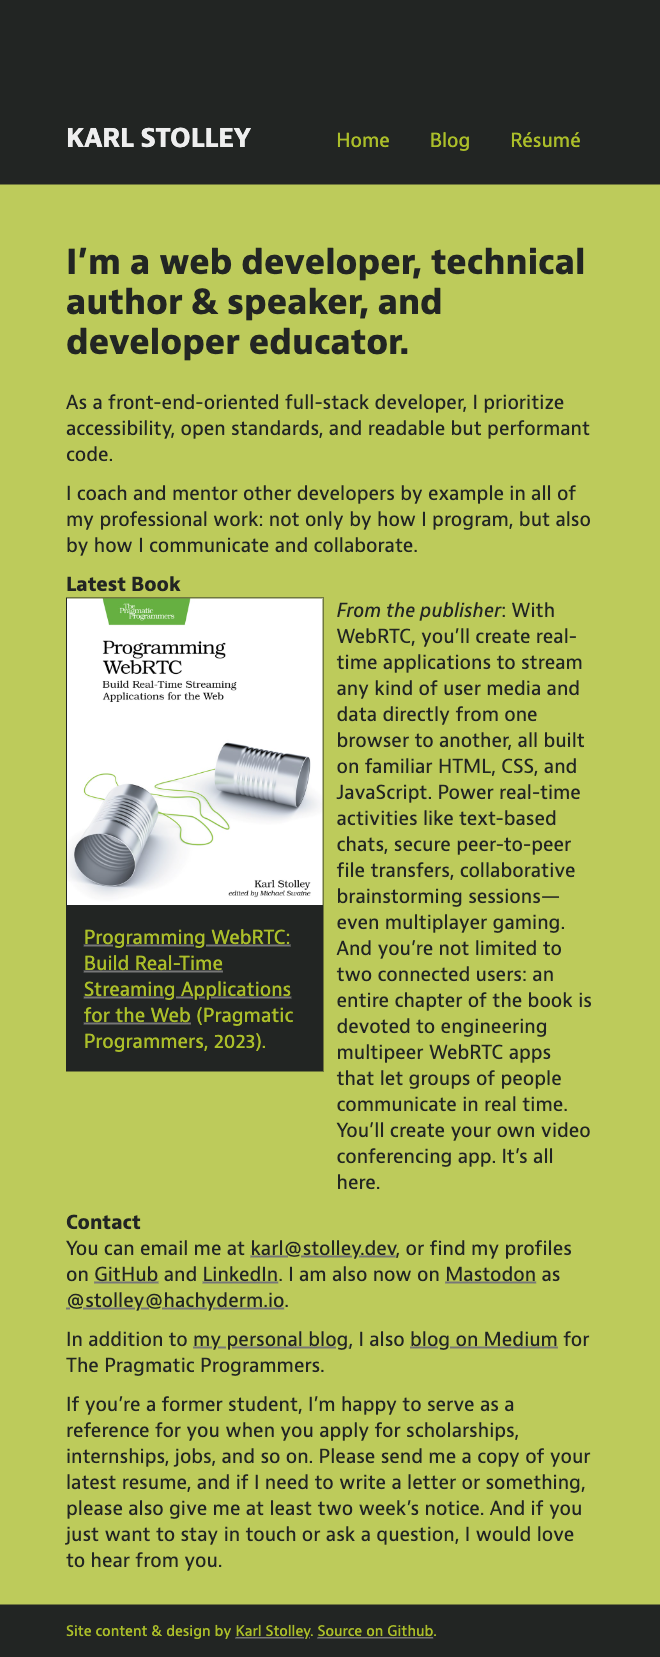 KARL STOLLEY
Home Blog Résumé
I’m a web developer, technical
author & speaker, and
developer educator.
As a front-end-oriented full-stack developer, I prioritize
accessibility, open standards, and readable but performant
code.
I coach and mentor other developers by example in all of
my professional work: not only by how I program, but also
by how I communicate and collaborate.
Latest Book
The
Pragmatic
Programmers
Programming
WebRTC
Build Real-Time Streaming
Applications for the Web
Karl Stolley
edited by Michael Swaine
Programming WebRTC:
Build Real-Time
Streaming Applications
for the Web (Pragmatic
Programmers, 2023).
From the publisher: With
WebRTC, you’ll create real-
time applications to stream
any kind of user media and
data directly from one
browser to another, all built
on familiar HTML, CSS, and
JavaScript. Power real-time
activities like text-based
chats, secure peer-to-peer
file transfers, collaborative
brainstorming sessions—
even multiplayer gaming.
And you’re not limited to
two connected users: an
entire chapter of the book is
devoted to engineering
multipeer WebRTC apps
that let groups of people
communicate in real time.
You’ll create your own video
conferencing app. It’s all
here.
Contact
You can email me at karl@stolley.dev, or find my profiles
on GitHub and LinkedIn. I am also now on Mastodon as
@stolley@hachyderm.io.
In addition to my personal blog, I also blog on Medium for
The Pragmatic Programmers.
If you’re a former student, I’m happy to serve as a
reference for you when you apply for scholarships,
internships, jobs, and so on. Please send me a copy of your
latest resume, and if I need to write a letter or something,
please also give me at least two week’s notice. And if you
just want to stay in touch or ask a question, I would love
to hear from you.
Site content & design by Karl Stolley. Source on Github.